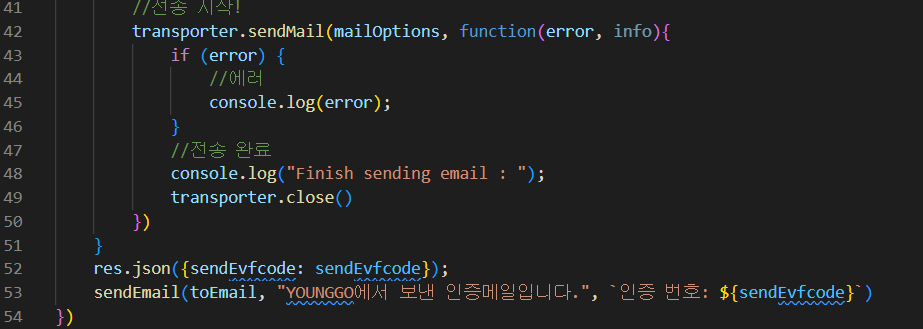 41 //전송 시작!
42 transporter.sendMail(mailOptions, function(error, info){
43 if (error) {
44 //에러
45 console.log(error);
46 }
47 //전송 완료
48 console.log("Finish sending email : ");
49 transporter.close()
50 })
51 }
52 res.json({sendEvfcode: sendEvfcode});
53 sendEmail(toEmail, "YOUNGGO에서 보낸 인증메일입니다.", `인증 번호: ${sendEvfcode}`)
54 })